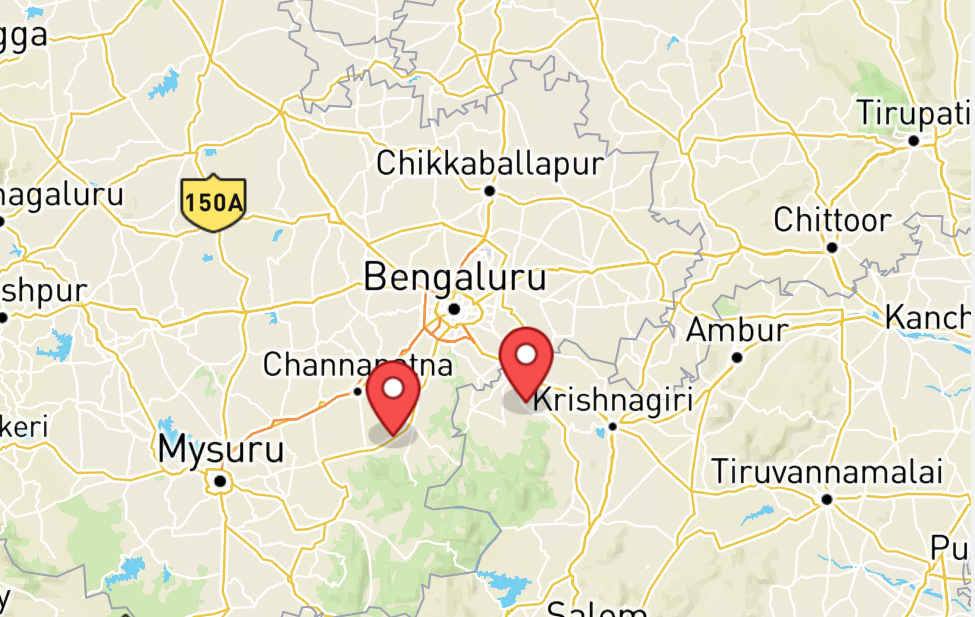 gga
Tirupati
Chikkaballapur
nagaluru
150A
Chittoor
Bengaluru
shpur
Kanch
Ambur
Channapatna
Krishnagiri
keri
Mysuru
Tiruvannamalai
Pu
y
Salem